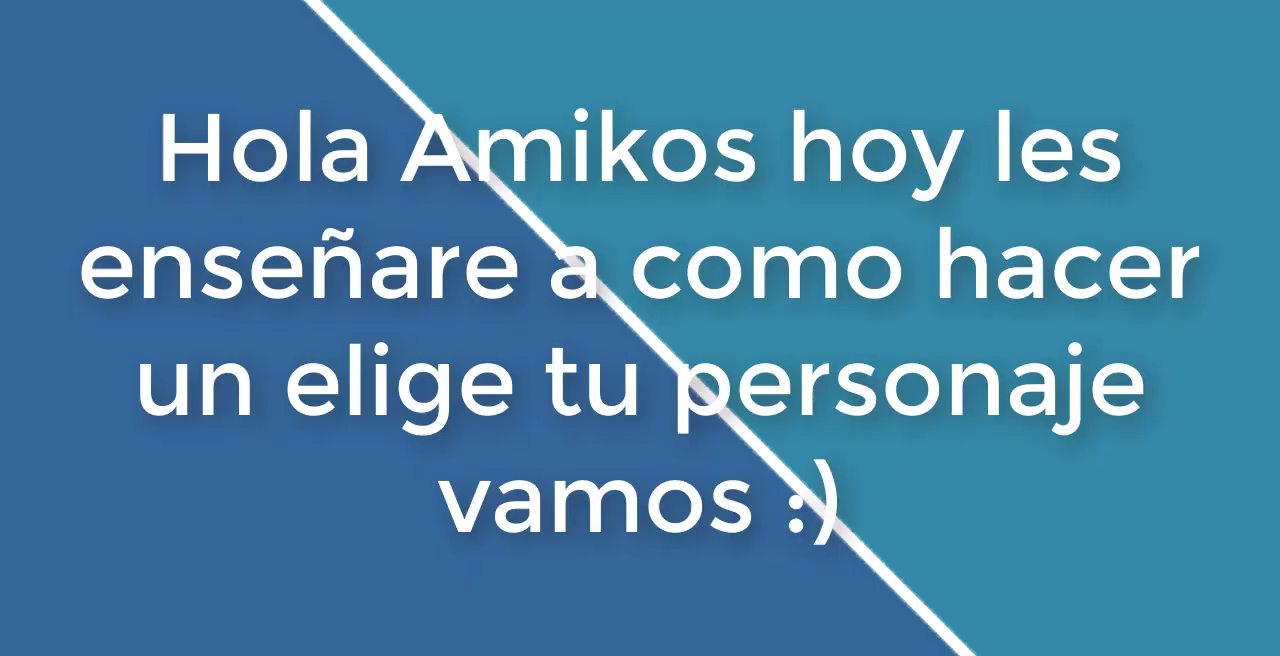 Hola Amikos hoy les
enseñare a como hacer
un elige tu personaje
vamos :)